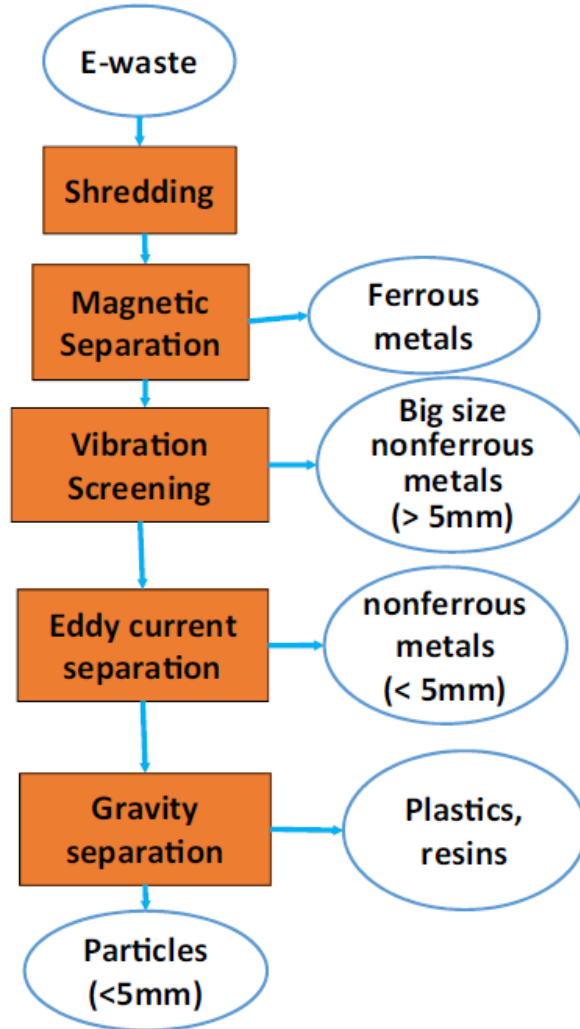 E-waste
Shredding
Magnetic
Separation
Ferrous
metals
Vibration
Screening
Big size
nonferrous
metals
(> 5mm)
Eddy current
separation
nonferrous
metals
(< 5mm)
Gravity
separation
Plastics,
resins
Particles
(<5mm)